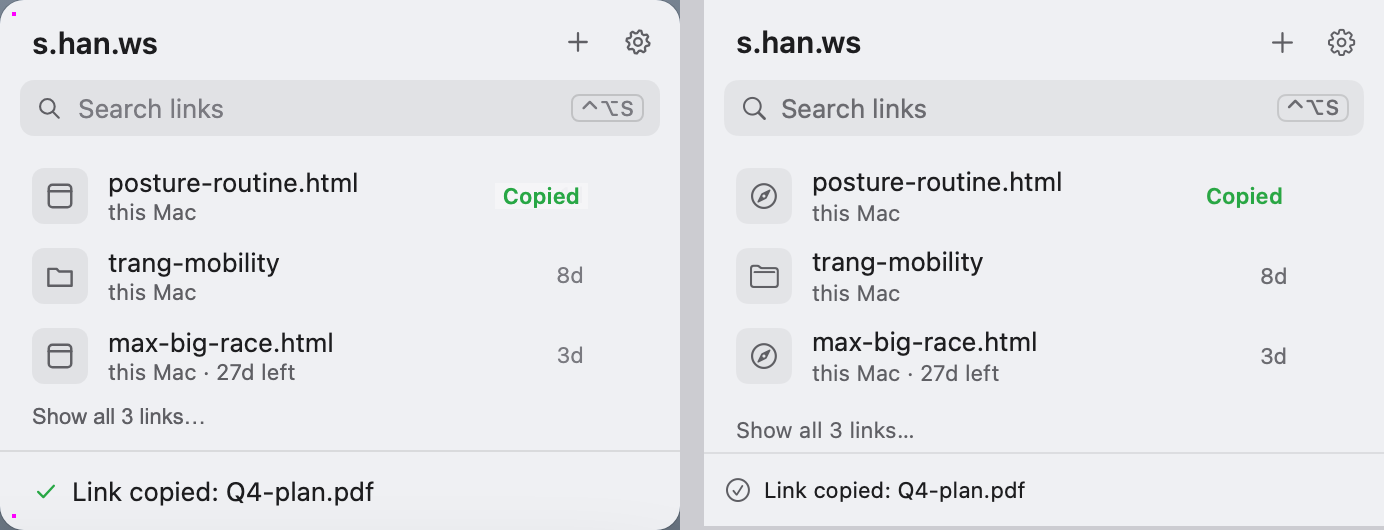 s.han.ws
Search links
^⌥S
posture-routine.html
this Mac
Copied
trang-mobility
this Mac
8d
max-big-race.html
this Mac · 27d left
3d
Show all 3 links…
Link copied: Q4-plan.pdf
s.han.ws
Search links
^⌥S
posture-routine.html
this Mac
Copied
trang-mobility
this Mac
8d
max-big-race.html
this Mac · 27d left
3d
Show all 3 links…
Link copied: Q4-plan.pdf